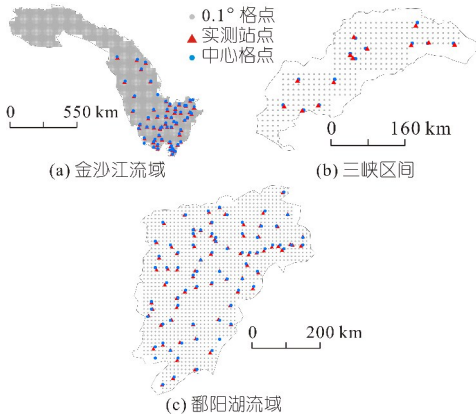 0.1° 格点
实测站点
中心格点
0 550 km
(a) 金沙江流域
0 160 km
(b) 三峡区间
0 200 km
(c) 鄱阳湖流域